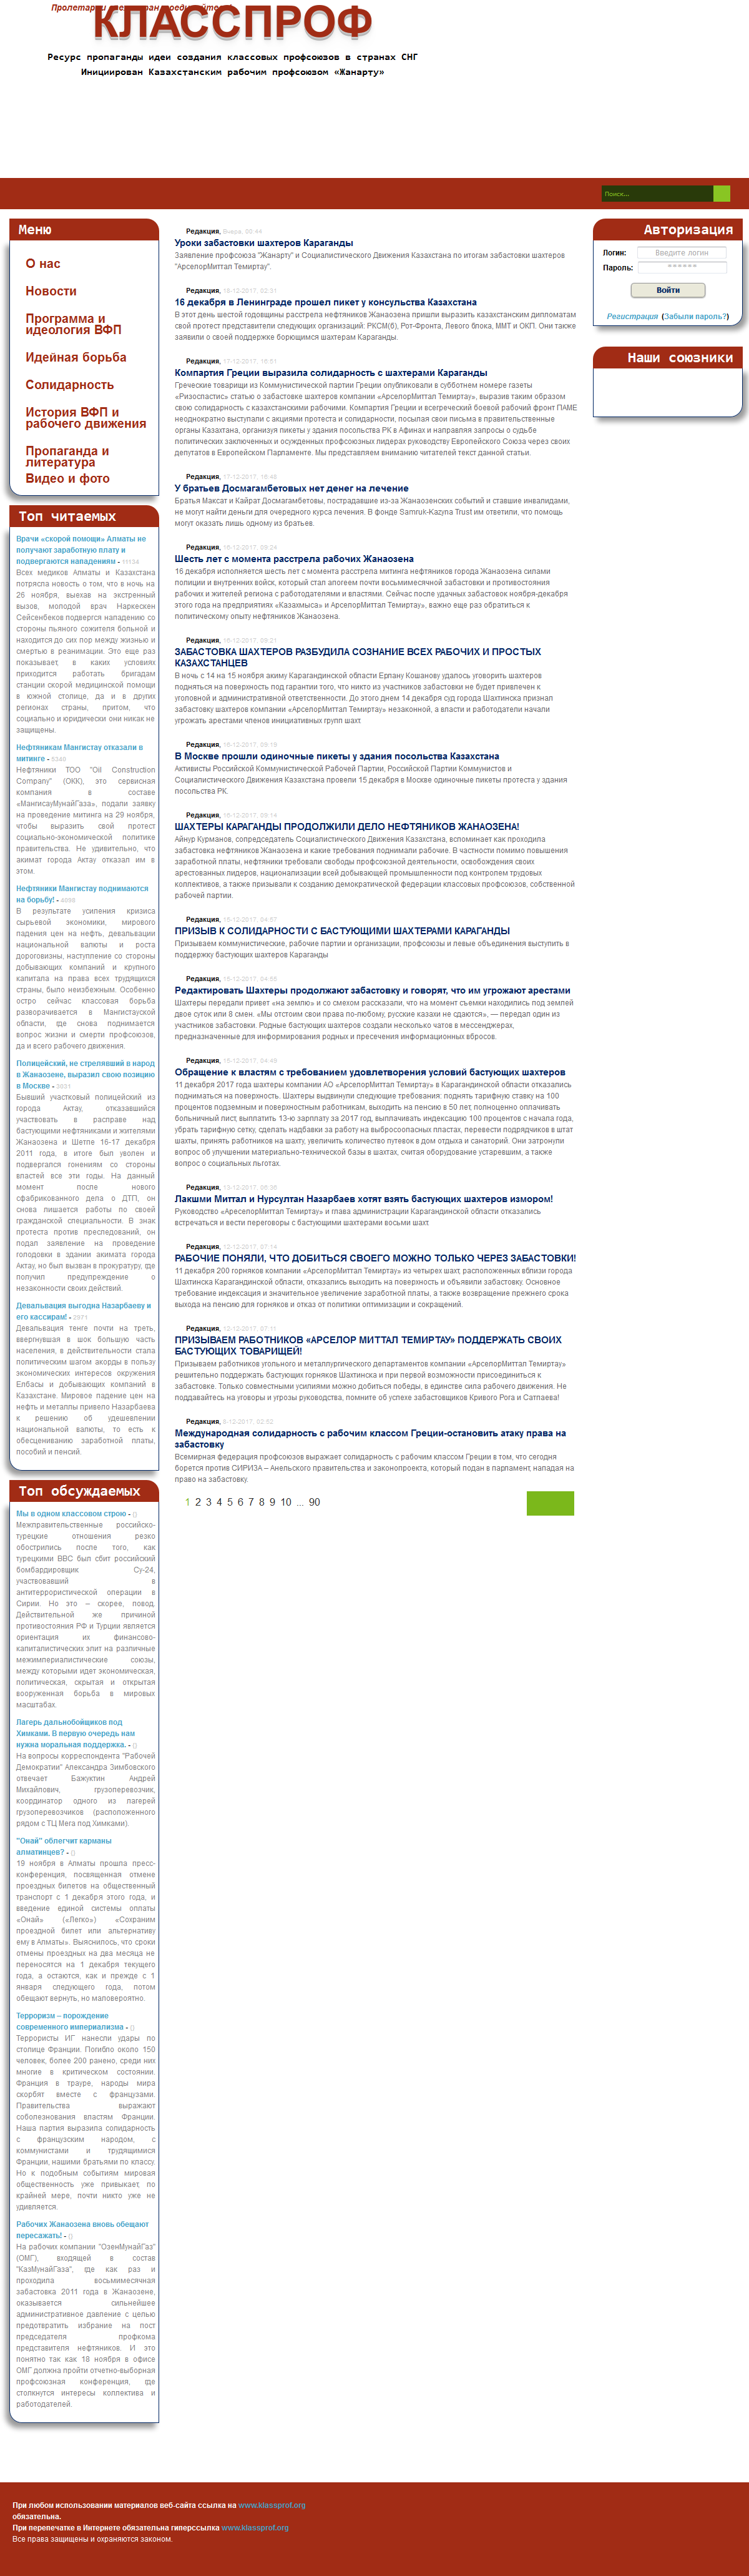 КЛАССПРОФ
Ресурс пропаганды идеи создания классовых профсоюзов в странах СНГ
Инициирован Казахстанским рабочим профсоюзом «Жанарту»
Поиск...
Меню
О нас
Новости
Программа и
идеология ВФП
Идейная борьба
Солидарность
История ВФП и
рабочего движения
Пропаганда и
литература
Видео и фото
Топ читаемых
Врачи «скорой помощи» Алматы не
получают заработную плату и
подвергаются нападениям - 11134
Всех медиков Алматы и Казахстана
потрясла новость о том, что в ночь на
26 ноября, выехав на экстренный
вызов, молодой врач Наркескен
Сейсенбеков подвергся нападению со
стороны пьяного сожителя больной и
находится до сих пор между жизнью и
смертью в реанимации. Это еще раз
показывает, в каких условиях
приходится работать бригадам
станции скорой медицинской помощи
в южной столице, да и в других
регионах страны, притом, что
социально и юридически они никак не
защищены.
Нефтяникам Мангистау отказали в
митинге - 5340
Нефтяники ТОО "Oil Construction
Company" (ОКК), это сервисная
компания в составе
«МангисауМунайГаза», подали заявку
на проведение митинга на 29 ноября,
чтобы выразить свой протест
социально-экономической политике
правительства. Не удивительно, что
акимат города Актау отказал им в
этом.
Нефтяники Мангистау поднимаются
на борьбу! - 4099
В результате усиления кризиса
сырьевой экономики, мирового
падения цен на нефть, девальвации
национальной валюты и роста
дороговизны, наступление со стороны
добывающих компаний и крупного
капитала на права всех трудящихся
страны, было неизбежным. Особенно
остро сейчас классовая борьба
разворачивается в Мангистауской
области, где снова поднимается
вопрос жизни и смерти профсоюзов,
да и всего рабочего движения.
Полицейский, не стрелявший в народ
в Жанаозене, выразил свою позицию
в Москве - 3021
Бывший участковый полицейский из
города Актау, отказавшийся
участвовать в расправе над
бастующими нефтяниками и жителями
Жанаозена и Шетпе 16-17 декабря
2011 года, в итоге был уволен и
подвергался гонениям со стороны
властей все эти годы. На данный
момент после нового
сфабрикованного дела о ДТП, он
снова лишается работы по своей
гражданской специальности. В знак
протеста против преследований, он
подал заявление на проведение
голодовки в здании акимата города
Актау, но был вызван в прокуратуру, где
получил предупреждение о
незаконности своих действий.
Девальвация выгодна Назарбаеву и
его кассирам! - 2571
Девальвация тенге почти на треть,
ввергнувшая в шок большую часть
населения, в действительности стала
политическим шагом акорды в пользу
экономических интересов окружения
Елбасы и добывающих компаний в
Казахстане. Мировое падение цен на
нефть и металлы привело Назарбаева
к решению об удешевлении
национальной валюты, то есть к
обесцениванию заработной платы,
пособий и пенсий.
Топ обсуждаемых
Мы в одном классовом строю - ()
Межправительственные российско-
турецкие отношения резко
обострились после того, как
турецкими ВВС был сбит российский
бомбардировщик Су-24,
участвовавший в
антитеррористической операции в
Сирии. Но это – скорее, повод.
Действительной же причиной
противостояния РФ и Турции является
ориентация их финансово-
капиталистических элит на различные
межимпериалистические союзы,
между которыми идет экономическая,
политическая, скрытая и открытая
вооруженная борьба в мировых
масштабах.
Лагерь дальнобойщиков под
Химками. В первую очередь нам
нужна моральная поддержка. - ()
На вопросы корреспондента "Рабочей
Демократии" Александра Зимбовского
отвечает Бажуктин Андрей
Михайлович, грузоперевозчик,
координатор одного из лагерей
грузоперевозчиков (расположенного
рядом с ТЦ Мега под Химками).
"Онай" облегчит карманы
алматинцев? - ()
19 ноября в Алматы прошла пресс-
конференция, посвященная отмене
проездных билетов на общественный
транспорт с 1 декабря этого года, и
введение единой системы оплаты
«Онай» («Легко») «Сохраним
проездной билет или альтернативу
ему в Алматы». Выяснилось, что сроки
отмены проездных на два месяца не
переносятся на 1 декабря текущего
года, а остаются, как и прежде с 1
января следующего года, потом
обещают вернуть, но маловероятно.
Терроризм – порождение
современного империализма - ()
Террористы ИГ нанесли удары по
столице Франции. Погибло около 150
человек, более 200 ранено, среди них
многие в критическом состоянии.
Франция в трауре, народы мира
скорбят вместе с французами.
Правительства выражают
соболезнования властям Франции.
Наша партия выразила солидарность
с французским народом, с
коммунистами и трудящимися
Франции, нашими братьями по классу.
Но к подобным событиям мировая
общественность уже привыкает, по
крайней мере, почти никто уже не
удивляется.
Рабочих Жанаозена вновь обещают
пересажать! - ()
На рабочих компании "ОзенМунайГаз"
(ОМГ), входящей в состав
"КазМунайГаза", где как раз и
проходила восьмимесячная
забастовка 2011 года в Жанаозене,
оказывается сильнейшее
административное давление с целью
предотвратить избрание на пост
председателя профкома
представителя нефтяников. И это
понятно так как 18 ноября в офисе
ОМГ должна пройти отчетно-выборная
профсоюзная конференция, где
столкнутся интересы коллектива и
работодателей.
Редакция, Вчера, 00:44
Уроки забастовки шахтеров Караганды
Заявление профсоюза "Жанарту" и Социалистического Движения Казахстана по итогам забастовки шахтеров
"АрселорМиттал Темиртау".
Редакция, 18-12-2017, 02:31
16 декабря в Ленинграде прошел пикет у консульства Казахстана
В этот день шестой годовщины расстрела нефтяников Жанаозена пришли выразить казахстанским дипломатам
свой протест представители следующих организаций: РКСМ(б), Рот-Фронта, Левого блока, ММТ и ОКП. Они также
заявили о своей поддержке борющимся шахтерам Караганды.
Редакция, 17-12-2017, 16:51
Компартия Греции выразила солидарность с шахтерами Караганды
Греческие товарищи из Коммунистической партии Греции опубликовали в субботнем номере газеты
«Ризоспастис» статью о забастовке шахтеров компании «АрселорМиттал Темиртау», выразив таким образом
свою солидарность с казахстанскими рабочими. Компартия Греции и всегреческий боевой рабочий фронт ПАМЕ
неоднократно выступали с акциями протеста и солидарности, посылая свои письма в правительственные
органы Казахтана, организуя пикеты у здания посольства РК в Афинах и направляя запросы о судьбе
политических заключенных и осужденных профсоюзных лидерах руководству Европейского Союза через своих
депутатов в Европейском Парламенте. Мы представляем вниманию читателей текст данной статьи.
Редакция, 17-12-2017, 16:48
У братьев Досмагамбетовых нет денег на лечение
Братья Максат и Кайрат Досмагамбетовы, пострадавшие из-за Жанаозенских событий и ставшие инвалидами,
не могут найти деньги для очередного курса лечения. В фонде Samruk-Kazyna Trust им ответили, что помощь
могут оказать лишь одному из братьев.
Редакция, 16-12-2017, 09:24
Шесть лет с момента расстрела рабочих Жанаозена
16 декабря исполняется шесть лет с момента расстрела митинга нефтяников города Жанаозена силами
полиции и внутренних войск, который стал апогеем почти восьмимесячной забастовки и противостояния
рабочих и жителей региона с работодателями и властями. Сейчас после удачных забастовок ноября-декабря
этого года на предприятиях «Казахмыса» и АрселорМиттал Темиртау», важно еще раз обратиться к
политическому опыту нефтяников Жанаозена.
Редакция, 16-12-2017, 09:21
ЗАБАСТОВКА ШАХТЕРОВ РАЗБУДИЛА СОЗНАНИЕ ВСЕХ РАБОЧИХ И ПРОСТЫХ
КАЗАХСТАНЦЕВ
В ночь с 14 на 15 ноября акиму Карагандинской области Ерлану Кошанову удалось уговорить шахтеров
подняться на поверхность под гарантии того, что никто из участников забастовки не будет привлечен к
уголовной и административной ответственности. До этого днем 14 декабря суд города Шахтинска признал
забастовку шахтеров компании «АрселорМиттал Темиртау» незаконной, а власти и работодатели начали
угрожать арестами членов инициативных групп шахт.
Редакция, 16-12-2017, 09:19
В Москве прошли одиночные пикеты у здания посольства Казахстана
Активисты Российской Коммунистической Рабочей Партии, Российской Партии Коммунистов и
Социалистического Движения Казахстана провели 15 декабря в Москве одиночные пикеты протеста у здания
посольства РК.
Редакция, 16-12-2017, 09:14
ШАХТЕРЫ КАРАГАНДЫ ПРОДОЛЖИЛИ ДЕЛО НЕФТЯНИКОВ ЖАНАОЗЕНА!
Айнур Курманов, сопредседатель Социалистического Движения Казахстана, вспоминает как проходила
забастовка нефтяников Жанаозена и какие требования поднимали рабочие. В частности помимо повышения
заработной платы, нефтяники требовали свободы профсоюзной деятельности, освобождения своих
арестованных лидеров, национализации всей добывающей промышленности под контролем трудовых
коллективов, а также призывали к созданию демократической федерации классовых профсоюзов, собственной
рабочей партии.
Редакция, 15-12-2017, 04:57
ПРИЗЫВ К СОЛИДАРНОСТИ С БАСТУЮЩИМИ ШАХТЕРАМИ КАРАГАНДЫ
Призываем коммунистические, рабочие партии и организации, профсоюзы и левые объединения выступить в
поддержку бастующих шахтеров Караганды
Редакция, 15-12-2017, 04:56
Редактировать Шахтеры продолжают забастовку и говорят, что им угрожают арестами
Шахтеры передали привет «на землю» и со смехом рассказали, что на момент съемки находились под землей
двое суток или 8 смен. «Мы отстоим свои права по-любому, русские казахи не сдаются», — передал один из
участников забастовки. Родные бастующих шахтеров создали несколько чатов в мессенджерах,
предназначенные для информирования родных и пресечения информационных вбросов.
Редакция, 15-12-2017, 04:49
Обращение к властям с требованием удовлетворения условий бастующих шахтеров
11 декабря 2017 года шахтеры компании АО «АрселорМиттал Темиртау» в Карагандинской области отказались
подниматься на поверхность. Шахтеры выдвинули следующие требования: поднять тарифную ставку на 100
процентов подземным и поверхностным работникам, выходить на пенсию в 50 лет, полноценно оплачивать
больничный лист, выплатить 13-ю зарплату за 2017 год, выплачивать индексацию 100 процентов с начала года,
убрать тарифную сетку, сделать надбавки за работу на выбросоопасных пластах, перевести подрядчиков в штат
шахты, принять работников на шахту, увеличить количество путевок в дом отдыха и санаторий. Они затронули
вопрос об улучшении материально-технической базы в шахтах, считая оборудование устаревшим, а также
вопрос о социальных льготах.
Редакция, 13-12-2017, 06:36
Лакшми Миттал и Нурсултан Назарбаев хотят взять бастующих шахтеров измором!
Руководство «АреселорМиттал Темиртау» и глава администрации Карагандинской области отказались
встречаться и вести переговоры с бастующими шахтерами восьми шахт.
Редакция, 12-12-2017, 07:14
РАБОЧИЕ ПОНЯЛИ, ЧТО ДОБИТЬСЯ СВОЕГО МОЖНО ТОЛЬКО ЧЕРЕЗ ЗАБАСТОВКИ!
11 декабря 200 горняков компании «АрселорМиттал Темиртау» из четырех шахт, расположенных вблизи города
Шахтинска Карагандинской области, отказались выходить на поверхность и объявили забастовку. Основное
требование индексация и значительное увеличение заработной платы, а также возвращение прежнего срока
выхода на пенсию для горняков и отказ от политики оптимизации и сокращений.
Редакция, 12-12-2017, 07:11
ПРИЗЫВАЕМ РАБОТНИКОВ «АРСЕЛОР МИТТАЛ ТЕМИРТАУ» ПОДДЕРЖАТЬ СВОИХ
БАСТУЮЩИХ ТОВАРИЩЕЙ!
Призываем работников угольного и металлургического департаментов компании «АрселорМиттал Темиртау»
решительно поддержать бастующих горняков Шахтинска и при первой возможности присоединиться к
забастовке. Только совместными усилиями можно добиться победы, в единстве сила рабочего движения. Не
поддавайтесь на уговоры и угрозы руководства, помните об успехе забастовщиков Кривого Рога и Сатпаева!
Редакция, 8-12-2017, 02:52
Международная солидарность с рабочим классом Греции-остановить атаку права на
забастовку
Всемирная федерация профсоюзов выражает солидарность с рабочим классом Греции в том, что сегодня
борется против СИРИЗА – Анельского правительства и законопроекта, который подан в парламент, нападая на
право на забастовку.
1 2 3 4 5 6 7 8 9 10 ... 90
Авторизация
Логин: Введите логин
Пароль: ******
Войти
Регистрация (Забыли пароль?)
Наши союзники
При любом использовании материалов веб-сайта ссылка на www.klassprof.org
обязательна.
При перепечатке в Интернете обязательна гиперссылка www.klassprof.org
Все права защищены и охраняются законом.